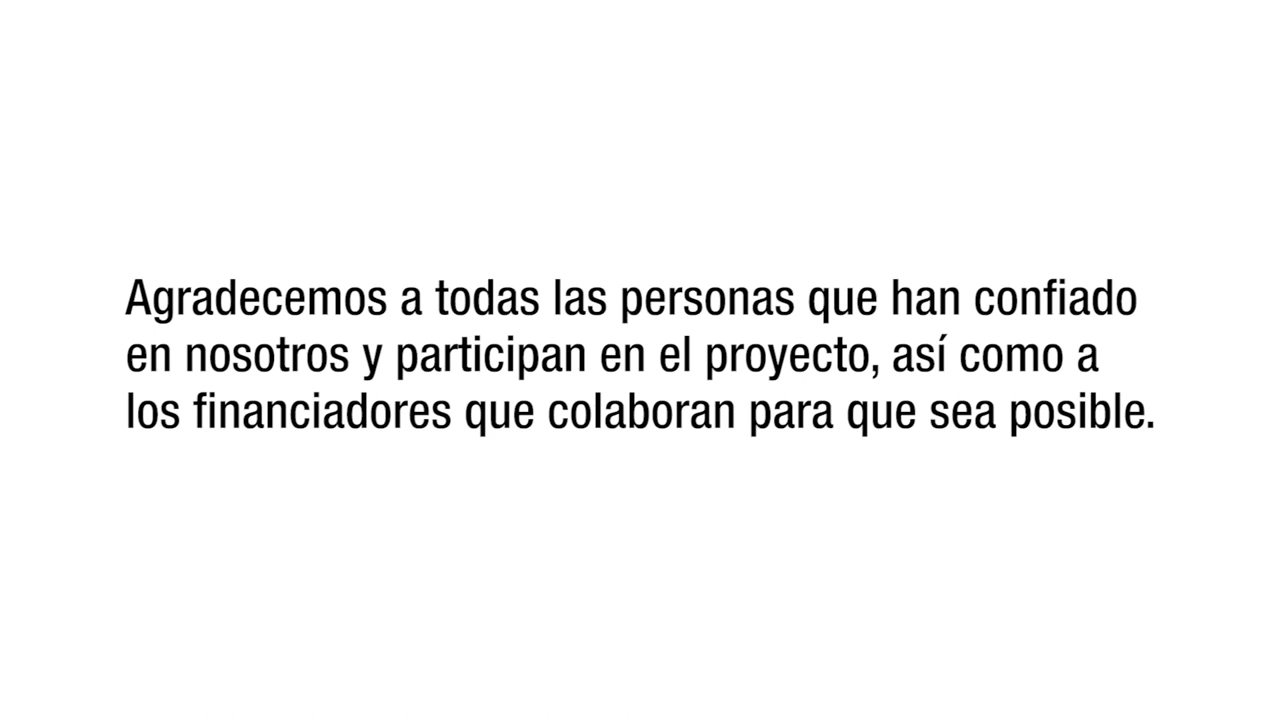 Agradecemos a todas las personas que han confiado
en nosotros y participan en el proyecto, así como a
los financiadores que colaboran para que sea posible.